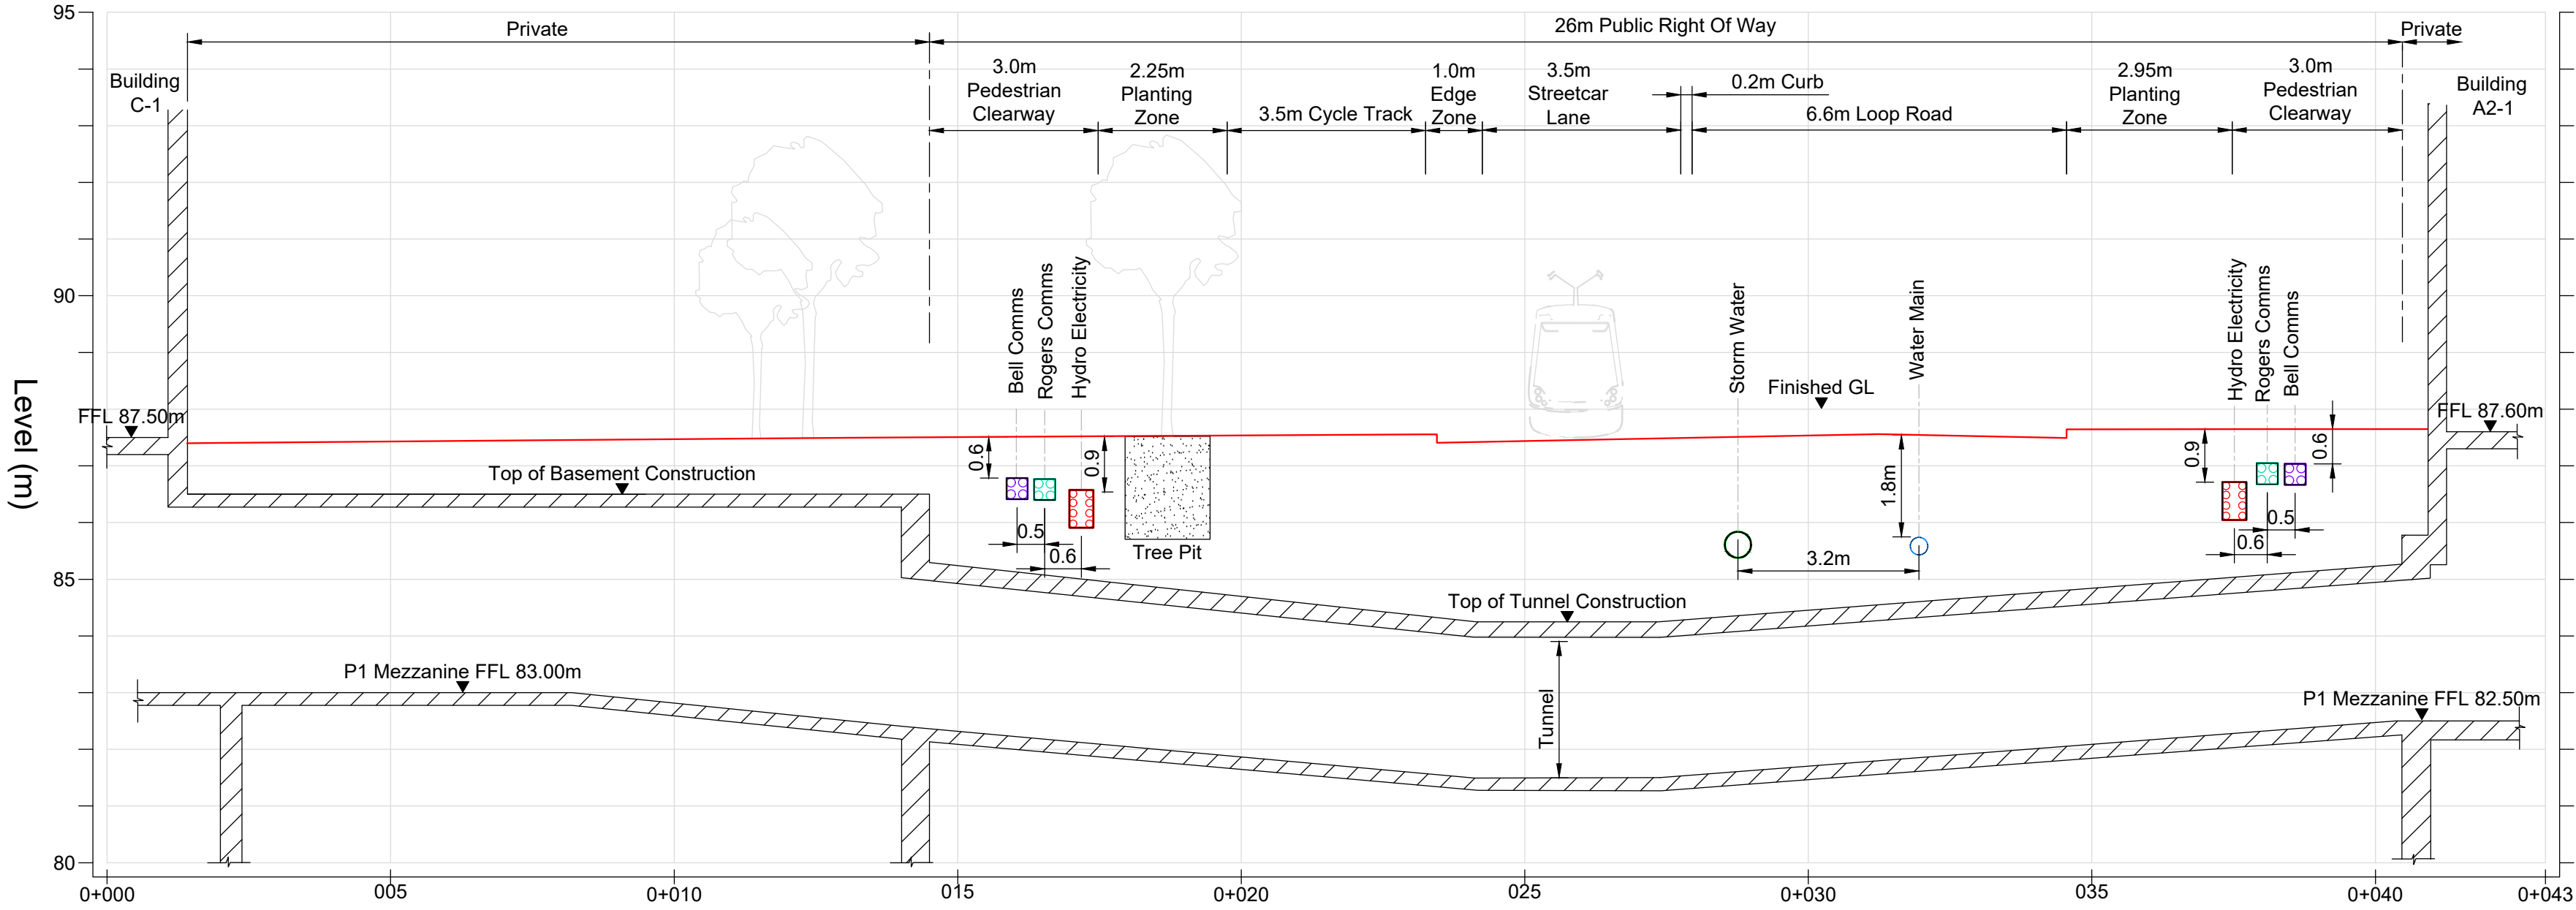 95
Private
26m Public Right Of Way
Private
Building
C-1
3.0m
Pedestrian
Clearway
2.25m
Planting
Zone
3.5m Cycle Track
1.0m
Edge
Zone
3.5m
Streetcar
Lane
0.2m Curb
6.6m Loop Road
2.95m
Planting
Zone
3.0m
Pedestrian
Clearway
Building
A2-1
90
Level (m)
Bell Comms
Rogers Comms
Hydro Electricity
Storm Water
Water Main
Finished GL
Hydro Electricity
Rogers Comms
Bell Comms
FFL 87.50m
FFL 87.60m
Top of Basement Construction
0.6
0.9
1.8m
0.9
0.6
0.5
0.6
Tree Pit
3.2m
0.5
0.6
85
Top of Tunnel Construction
P1 Mezzanine FFL 83.00m
Tunnel
P1 Mezzanine FFL 82.50m
80
0+000
005
0+010
015
0+020
025
0+030
035
0+040
0+043